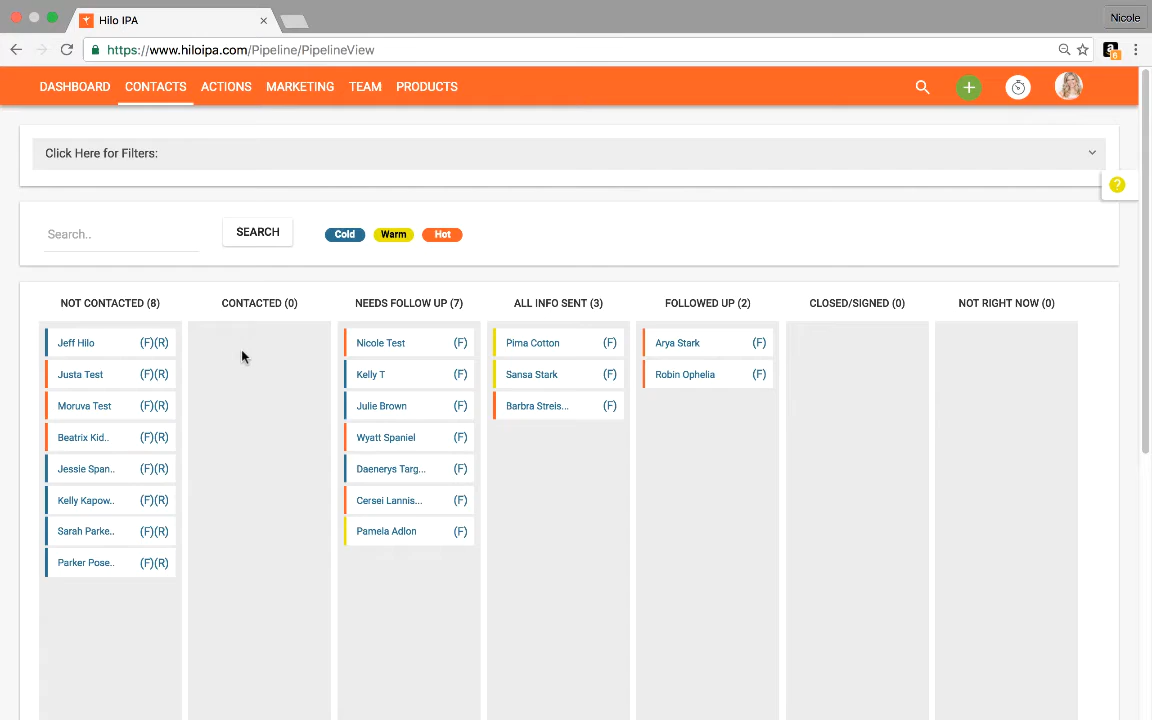 Hilo IPA
Nicole
https://www.hiloipa.com/Pipeline/PipelineView
DASHBOARD CONTACTS ACTIONS MARKETING TEAM PRODUCTS
Click Here for Filters:
?
Search.. SEARCH Cold Warm Hot
NOT CONTACTED (8) CONTACTED (0) NEEDS FOLLOW UP (7) ALL INFO SENT (3) FOLLOWED UP (2) CLOSED/SIGNED (0) NOT RIGHT NOW (0)
Jeff Hilo (F)(R) Nicole Test (F) Pima Cotton (F) Arya Stark (F)
Justa Test (F)(R) Kelly T (F) Sansa Stark (F) Robin Ophelia (F)
Moruva Test (F)(R) Julie Brown (F) Barbra Streis... (F)
Beatrix Kid.. (F)(R) Wyatt Spaniel (F)
Jessie Span.. (F)(R) Daenerys Targ... (F)
Kelly Kapow.. (F)(R) Cersei Lannis... (F)
Sarah Parke.. (F)(R) Pamela Adlon (F)
Parker Pose.. (F)(R)